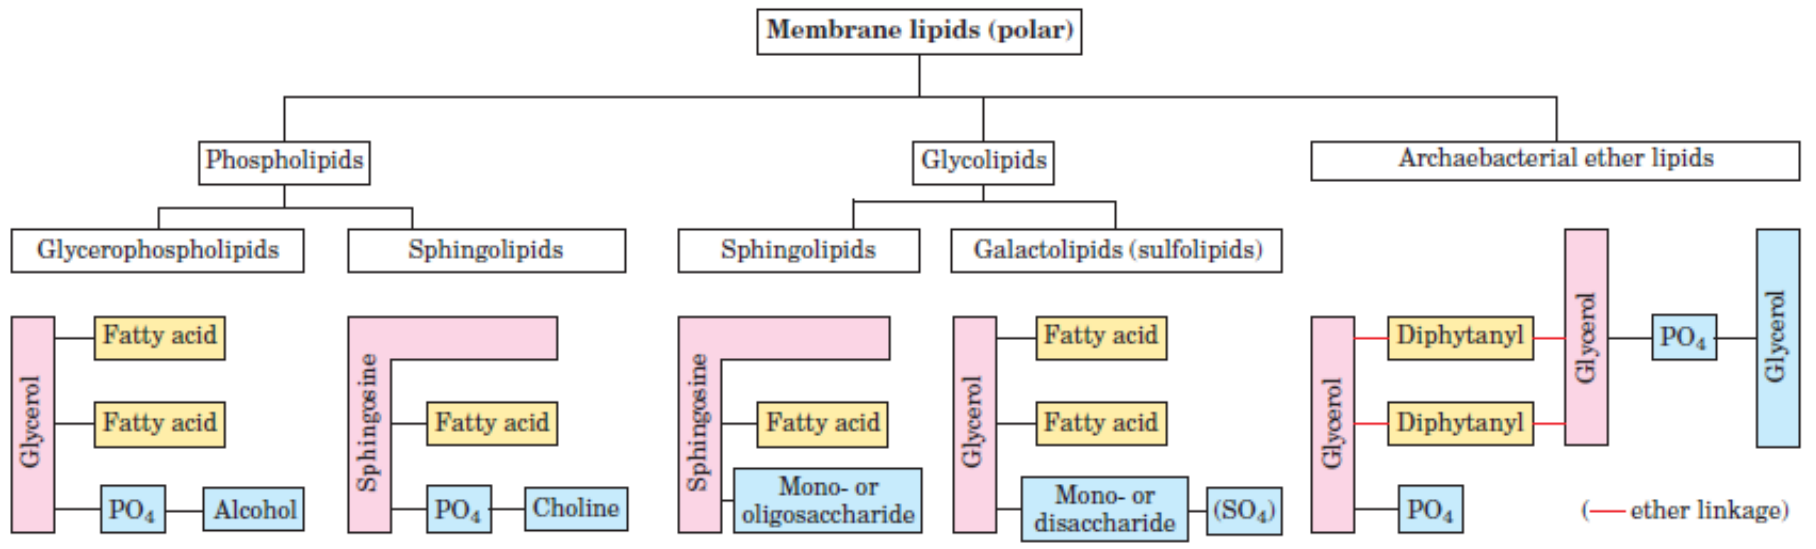 Membrane lipids (polar)
Phospholipids
Glycolipids
Archaebacterial ether lipids
Glycerophospholipids
Sphingolipids
Sphingolipids
Galactolipids (sulfolipids)
Glycerol
Fatty acid
Fatty acid
PO₄
Alcohol
Sphingosine
Fatty acid
PO₄
Choline
Sphingosine
Fatty acid
Mono- or
oligosaccharide
Glycerol
Fatty acid
Fatty acid
Mono- or
disaccharide
(SO₄)
Glycerol
Diphytanyl
Diphytanyl
PO₄
Glycerol
PO₄
Glycerol
(— ether linkage)